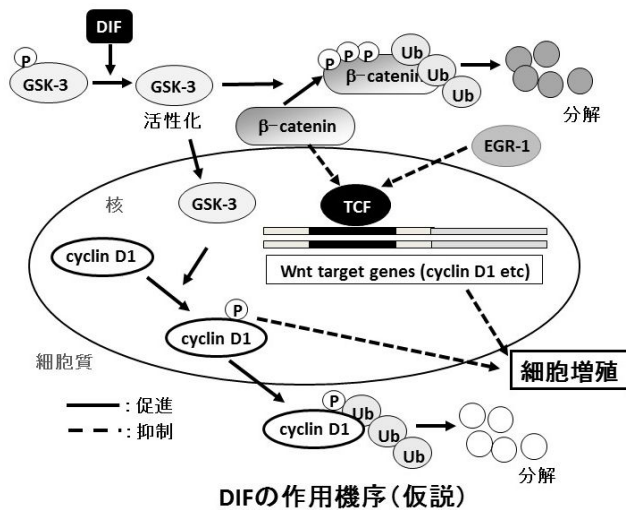 DIF
P
GSK-3
GSK-3
活性化
P P P
β-catenin
Ub
Ub
Ub
分解
β-catenin
EGR-1
核
GSK-3
TCF
cyclin D1
Wnt target genes (cyclin D1 etc)
P
cyclin D1
細胞質
細胞増殖
:促進
:抑制
P
cyclin D1
Ub
Ub
Ub
分解
DIFの作用機序(仮説)